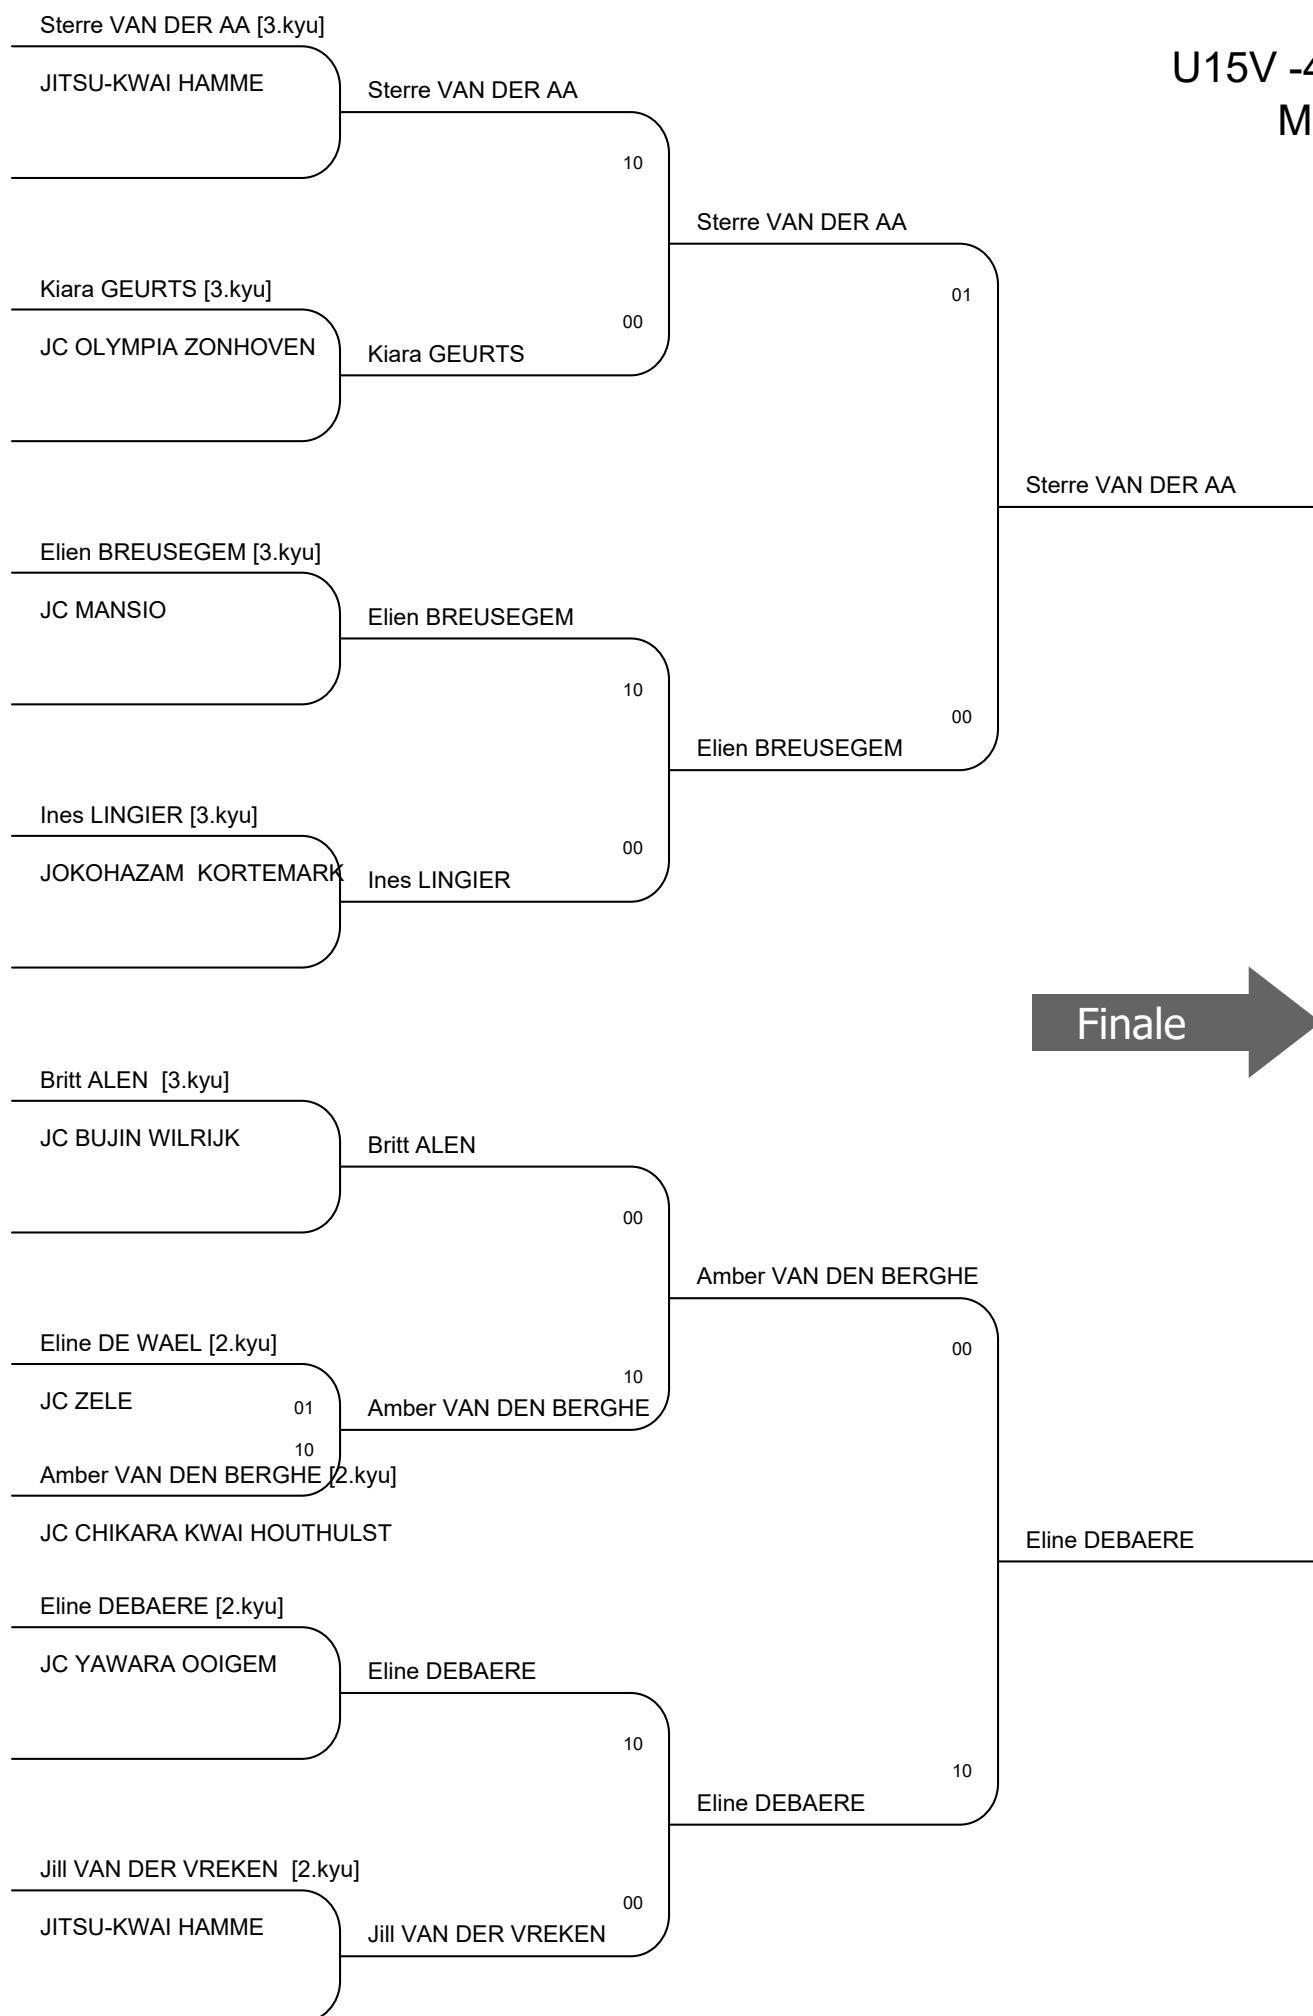 Sterre VAN DER AA [3.kyu]
JITSU-KWAI HAMME
Sterre VAN DER AA
U15V -4
M
10
Sterre VAN DER AA
Kiara GEURTS [3.kyu]
01
00
JC OLYMPIA ZONHOVEN
Kiara GEURTS
Sterre VAN DER AA
Elien BREUSEGEM [3.kyu]
JC MANSIO
Elien BREUSEGEM
10
00
Elien BREUSEGEM
Ines LINGIER [3.kyu]
00
JOKOHAZAM  KORTEMARK
Ines LINGIER
Finale
Britt ALEN  [3.kyu]
JC BUJIN WILRIJK
Britt ALEN
00
Amber VAN DEN BERGHE
Eline DE WAEL [2.kyu]
00
10
JC ZELE
01
Amber VAN DEN BERGHE
10
Amber VAN DEN BERGHE [2.kyu]
JC CHIKARA KWAI HOUTHULST
Eline DEBAERE
Eline DEBAERE [2.kyu]
JC YAWARA OOIGEM
Eline DEBAERE
10
10
Eline DEBAERE
Jill VAN DER VREKEN  [2.kyu]
00
JITSU-KWAI HAMME
Jill VAN DER VREKEN